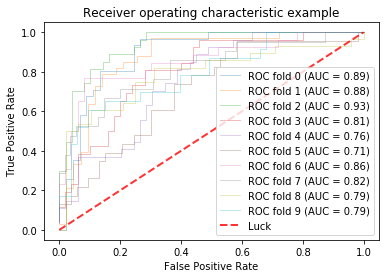 Receiver operating characteristic example
True Positive Rate
1.0
0.8
0.6
0.4
0.2
0.0
ROC fold 0 (AUC = 0.89)
ROC fold 1 (AUC = 0.88)
ROC fold 2 (AUC = 0.93)
ROC fold 3 (AUC = 0.81)
ROC fold 4 (AUC = 0.76)
ROC fold 5 (AUC = 0.71)
ROC fold 6 (AUC = 0.86)
ROC fold 7 (AUC = 0.82)
ROC fold 8 (AUC = 0.79)
ROC fold 9 (AUC = 0.79)
Luck
0.0 0.2 0.4 0.6 0.8 1.0
False Positive Rate